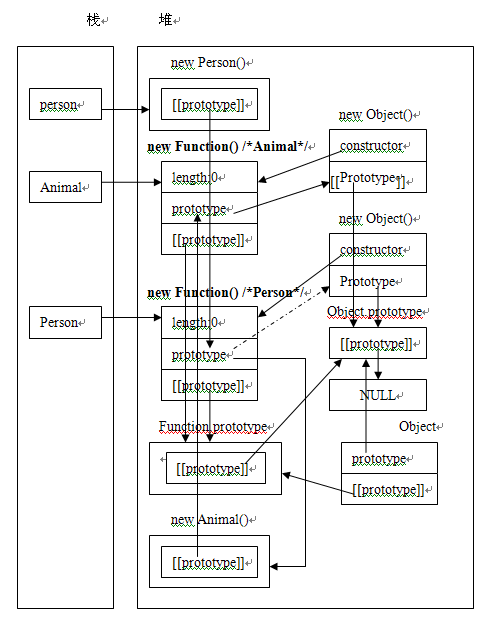 栈 堆
new Person()
person
[[prototype]]
new Object()
new Function() /*Animal*/
constructor
length:0
[[Prototype]]
Animal
prototype
new Object()
[[prototype]]
constructor
Prototype
new Function() /*Person*/
Object.prototype
Person
length:0
[[prototype]]
prototype
[[prototype]]
NULL
Function.prototype
Object
prototype
[[prototype]]
[[prototype]]
new Animal()
[[prototype]]